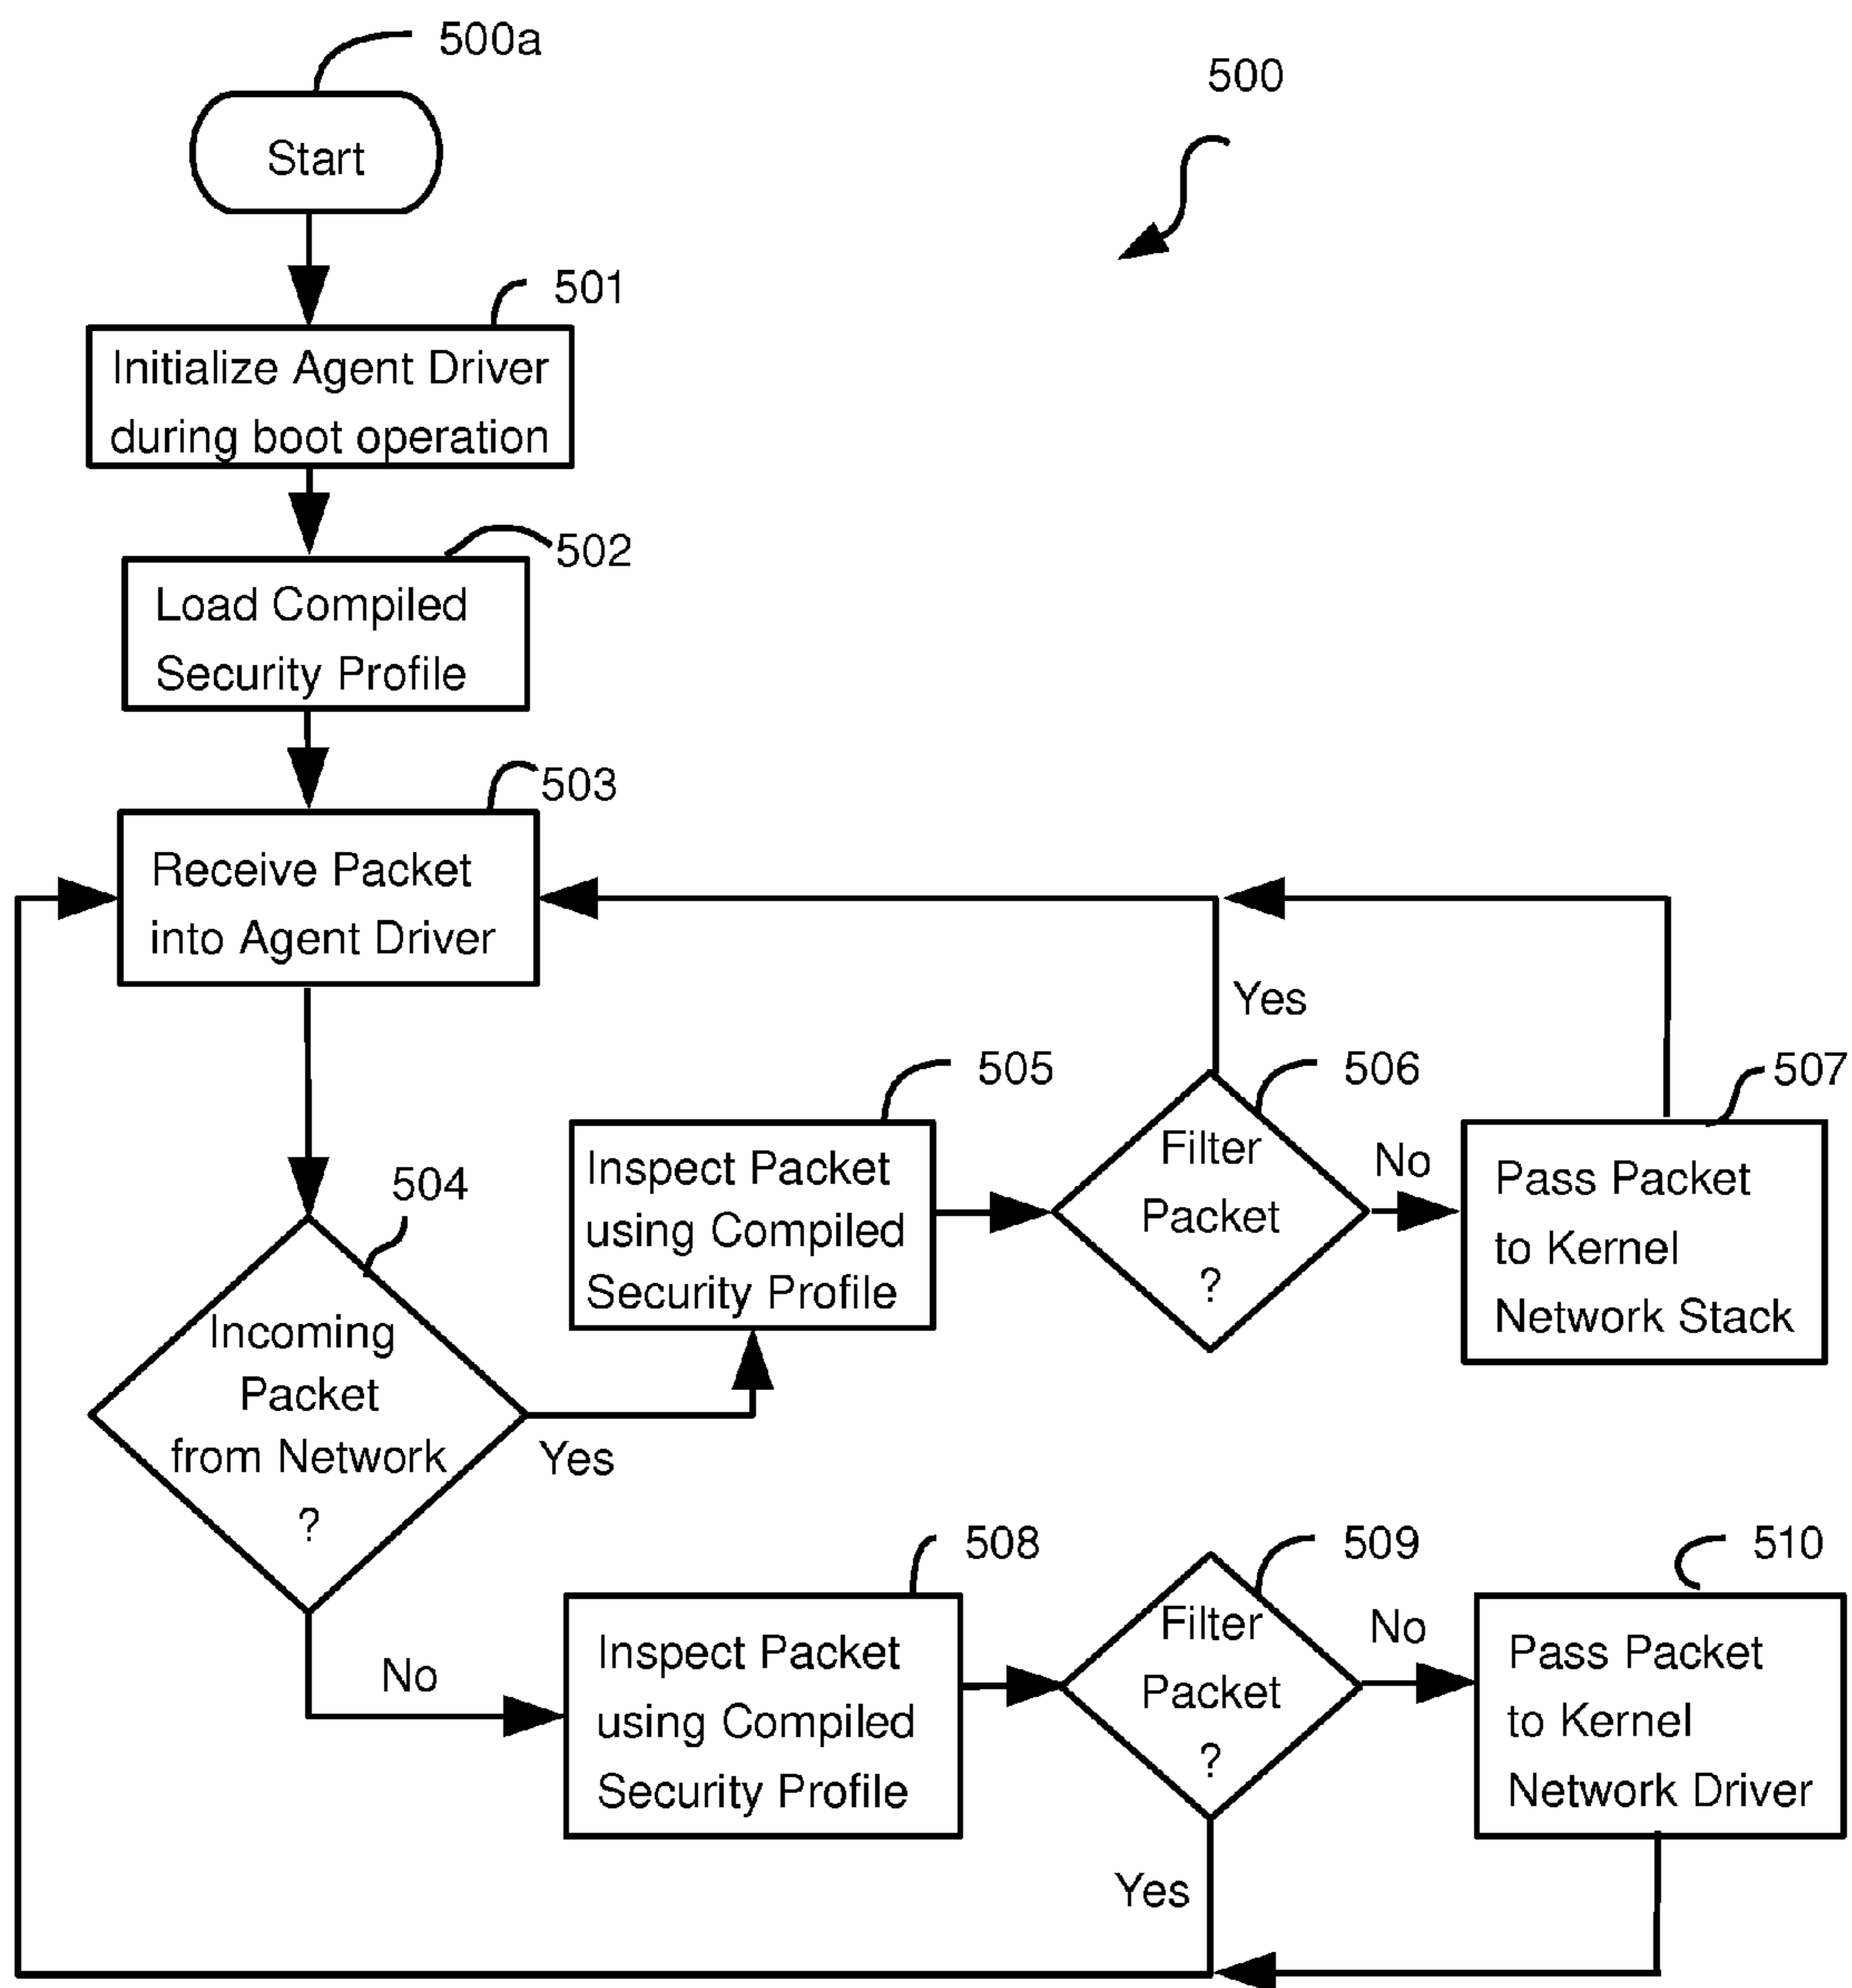 500a
500
Start
501
Initialize Agent Driver
during boot operation
502
Load Compiled
Security Profile
503
Receive Packet
into Agent Driver
Yes
504
Incoming
Packet
from Network
?
Yes
505
Inspect Packet
using Compiled
Security Profile
506
Filter
Packet
?
No
507
Pass Packet
to Kernel
Network Stack
No
508
Inspect Packet
using Compiled
Security Profile
509
Filter
Packet
?
No
510
Pass Packet
to Kernel
Network Driver
Yes